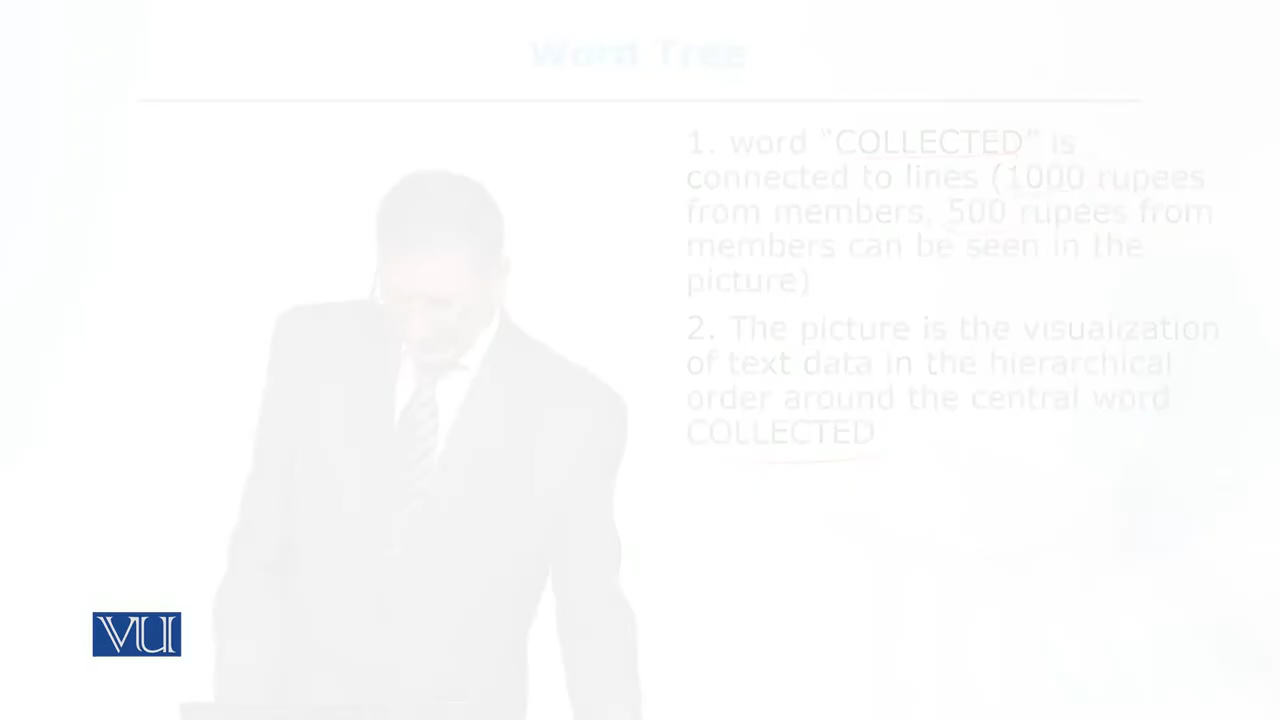 Word Tree
1. word "COLLECTED" is
connected to lines (1000 rupees
from members, 500 rupees from
members can be seen in the
picture)
2. The picture is the visualization
of text data in the hierarchical
order around the central word
COLLECTED
VU